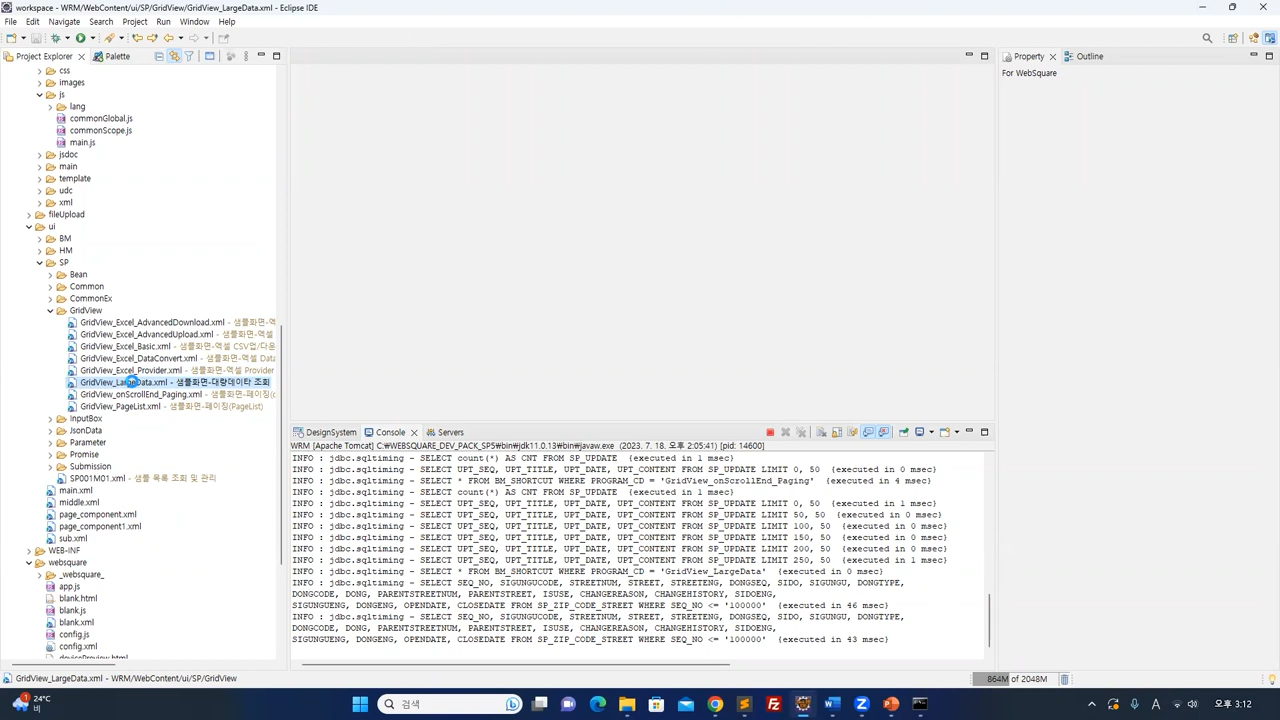 workspace - WRM/WebContent/ui/SP/GridView/GridView_LargeData.xml - Eclipse IDE
File Edit Navigate Search Project Run Window Help
Project Explorer Palette
Property Outline
For WebSquare
css
images
js
lang
commonGlobal.js
commonScope.js
main.js
jsdoc
main
template
udc
xml
fileUpload
ui
BM
HM
SP
Bean
Common
CommonEx
GridView
GridView_Excel_AdvancedDownload.xml - 샘플화면-엑
GridView_Excel_AdvancedUpload.xml - 샘플화면-엑셀
GridView_Excel_Basic.xml - 샘플화면-엑셀 CSV업/다운
GridView_Excel_DataConvert.xml - 샘플화면-엑셀 Data
GridView_Excel_Provider.xml - 샘플화면-엑셀 Provider
GridView_LargeData.xml - 샘플화면-대량데이타 조회
GridView_onScrollEnd_Paging.xml - 샘플화면-페이징(
GridView_PageList.xml - 샘플화면-페이징(PageList)
InputBox
JsonData
Parameter
Promise
Submission
SP001M01.xml - 샘플 목록 조회 및 관리
main.xml
middle.xml
page_component.xml
page_component1.xml
sub.xml
WEB-INF
websquare
_websquare_
app.js
blank.html
blank.js
blank.xml
config.js
config.xml
devicePreview.html
DesignSystem Console Servers
WRM [Apache Tomcat] C:\WEBSQUARE_DEV_PACK_SP5\bin\jdk11.0.13\bin\javaw.exe (2023. 7. 18. 오후 2:05:41) [pid: 14600]
INFO : jdbc.sqltiming - SELECT count(*) AS CNT FROM SP_UPDATE {executed in 1 msec}
INFO : jdbc.sqltiming - SELECT UPT_SEQ, UPT_TITLE, UPT_DATE, UPT_CONTENT FROM SP_UPDATE LIMIT 0, 50 {executed in 0 msec}
INFO : jdbc.sqltiming - SELECT * FROM BM_SHORTCUT WHERE PROGRAM_CD = 'GridView_onScrollEnd_Paging' {executed in 4 msec}
INFO : jdbc.sqltiming - SELECT count(*) AS CNT FROM SP_UPDATE {executed in 1 msec}
INFO : jdbc.sqltiming - SELECT UPT_SEQ, UPT_TITLE, UPT_DATE, UPT_CONTENT FROM SP_UPDATE LIMIT 0, 50 {executed in 1 msec}
INFO : jdbc.sqltiming - SELECT UPT_SEQ, UPT_TITLE, UPT_DATE, UPT_CONTENT FROM SP_UPDATE LIMIT 50, 50 {executed in 0 msec}
INFO : jdbc.sqltiming - SELECT UPT_SEQ, UPT_TITLE, UPT_DATE, UPT_CONTENT FROM SP_UPDATE LIMIT 100, 50 {executed in 0 msec}
INFO : jdbc.sqltiming - SELECT UPT_SEQ, UPT_TITLE, UPT_DATE, UPT_CONTENT FROM SP_UPDATE LIMIT 150, 50 {executed in 0 msec}
INFO : jdbc.sqltiming - SELECT UPT_SEQ, UPT_TITLE, UPT_DATE, UPT_CONTENT FROM SP_UPDATE LIMIT 200, 50 {executed in 0 msec}
INFO : jdbc.sqltiming - SELECT UPT_SEQ, UPT_TITLE, UPT_DATE, UPT_CONTENT FROM SP_UPDATE LIMIT 250, 50 {executed in 1 msec}
INFO : jdbc.sqltiming - SELECT * FROM BM_SHORTCUT WHERE PROGRAM_CD = 'GridView_LargeData' {executed in 0 msec}
INFO : jdbc.sqltiming - SELECT SEQ_NO, SIGUNGUCODE, STREETNUM, STREET, STREETENG, DONGSEQ, SIDO, SIGUNGU, DONGTYPE,
DONGCODE, DONG, PARENTSTREETNUM, PARENTSTREET, ISUSE, CHANGEREASON, CHANGEHISTORY, SIDOENG,
SIGUNGUENG, DONGENG, OPENDATE, CLOSEDATE FROM SP_ZIP_CODE_STREET WHERE SEQ_NO <= '100000' {executed in 46 msec}
INFO : jdbc.sqltiming - SELECT SEQ_NO, SIGUNGUCODE, STREETNUM, STREET, STREETENG, DONGSEQ, SIDO, SIGUNGU, DONGTYPE,
DONGCODE, DONG, PARENTSTREETNUM, PARENTSTREET, ISUSE, CHANGEREASON, CHANGEHISTORY, SIDOENG,
SIGUNGUENG, DONGENG, OPENDATE, CLOSEDATE FROM SP_ZIP_CODE_STREET WHERE SEQ_NO <= '100000' {executed in 43 msec}
GridView_LargeData.xml - WRM/WebContent/ui/SP/GridView
864M of 2048M
24°C
비
검색
A
오후 3:12